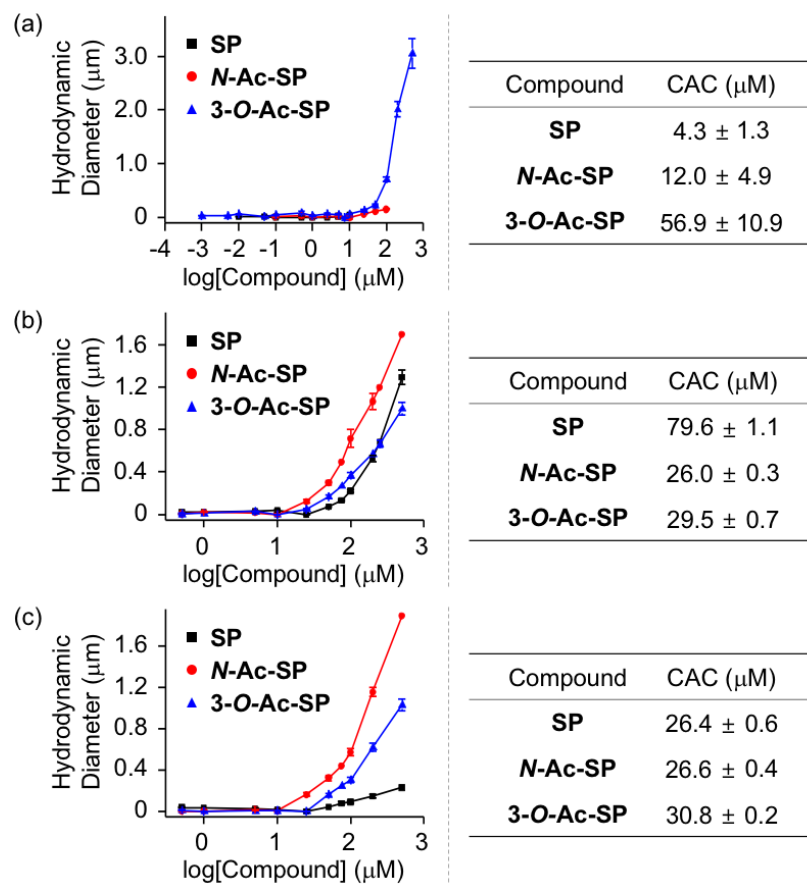 (a)
Hydrodynamic
Diameter (μm)
3.0
2.0
1.0
0
SP
N-Ac-SP
3-O-Ac-SP
-4 -3 -2 -1 0 1 2 3
log[Compound] (μM)
Compound CAC (μM)
SP 4.3 ± 1.3
N-Ac-SP 12.0 ± 4.9
3-O-Ac-SP 56.9 ± 10.9
(b)
Hydrodynamic
Diameter (μm)
1.6
1.2
0.8
0.4
0
SP
N-Ac-SP
3-O-Ac-SP
0 1 2 3
log[Compound] (μM)
Compound CAC (μM)
SP 79.6 ± 1.1
N-Ac-SP 26.0 ± 0.3
3-O-Ac-SP 29.5 ± 0.7
(c)
Hydrodynamic
Diameter (μm)
1.6
1.2
0.8
0.4
0
SP
N-Ac-SP
3-O-Ac-SP
0 1 2 3
log[Compound] (μM)
Compound CAC (μM)
SP 26.4 ± 0.6
N-Ac-SP 26.6 ± 0.4
3-O-Ac-SP 30.8 ± 0.2